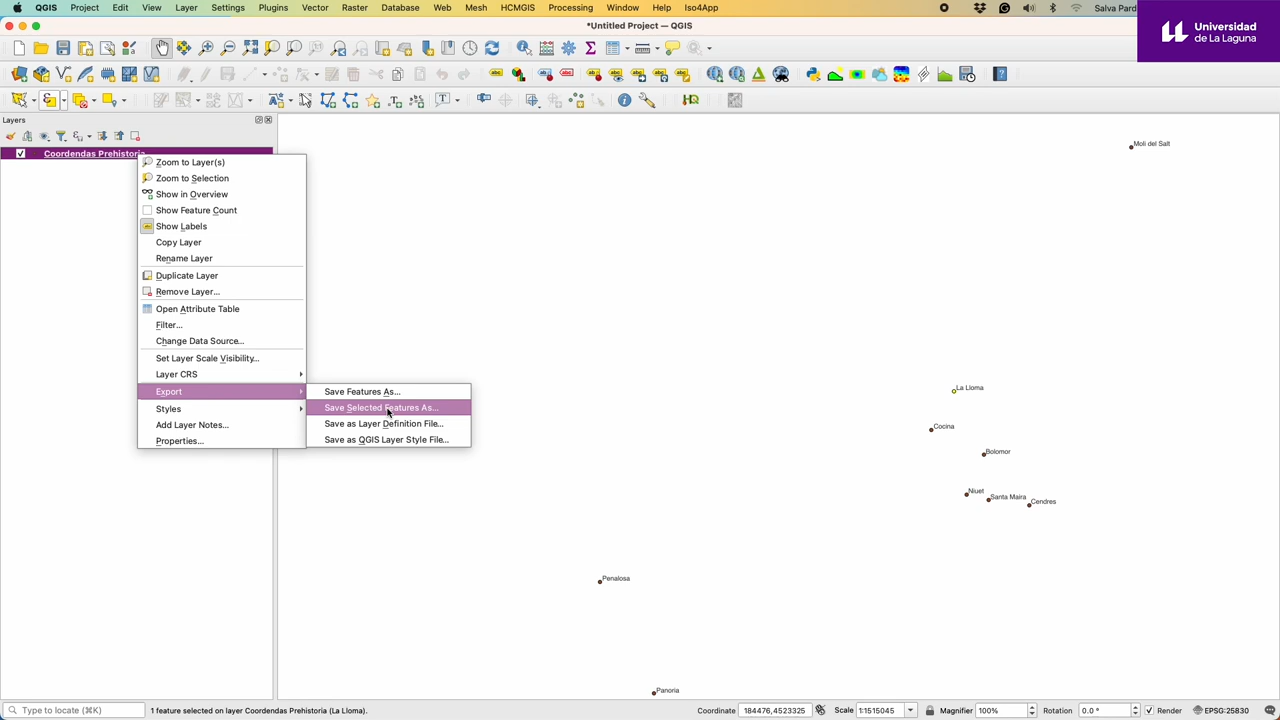 QGIS Project Edit View Layer Settings Plugins Vector Raster Database Web Mesh HCMGIS Processing Window Help Iso4App Salva Pard
*Untitled Project — QGIS
Universidad
de La Laguna
Layers
Coordendas Prehistoria
Zoom to Layer(s)
Zoom to Selection
Show in Overview
Show Feature Count
Show Labels
Copy Layer
Rename Layer
Duplicate Layer
Remove Layer...
Open Attribute Table
Filter...
Change Data Source...
Set Layer Scale Visibility...
Layer CRS
Export
Styles
Add Layer Notes...
Properties...
Save Features As...
Save Selected Features As...
Save as Layer Definition File...
Save as QGIS Layer Style File...
Moli del Salt
La Lloma
Cocina
Bolomor
Niuet
Santa Maira
Cendres
Penalosa
Panoria
Type to locate (⌘K) 1 feature selected on layer Coordendas Prehistoria (La Lloma). Coordinate 184476,4523325 Scale 1:1515045 Magnifier 100% Rotation 0.0 ° Render EPSG:25830